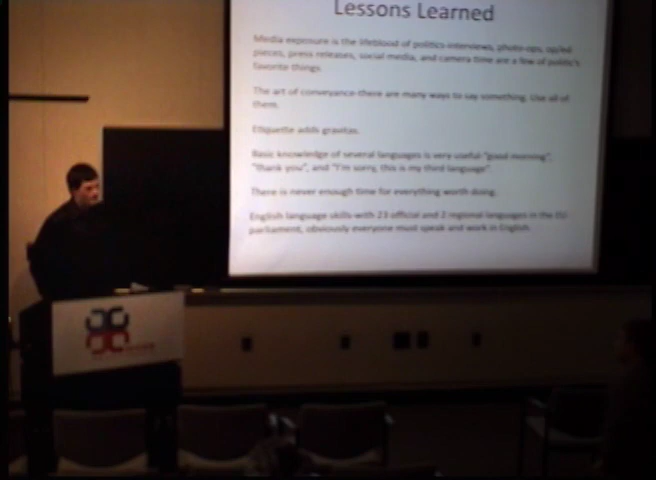 Lessons Learned
Media exposure is the lifeblood of politics-interviews, photo-ops, op/ed
pieces, press releases, social media, and camera time are a few of politic's
favorite things.
The art of conveyance-there are many ways to say something. Use all of
them.
Etiquette adds gravitas.
Basic knowledge of several languages is very useful-"good morning",
"thank you", and "I'm sorry, this is my third language".
There is never enough time for everything worth doing.
English language skills-with 23 official and 2 regional languages in the EU
parliament, obviously everyone must speak and work in English.